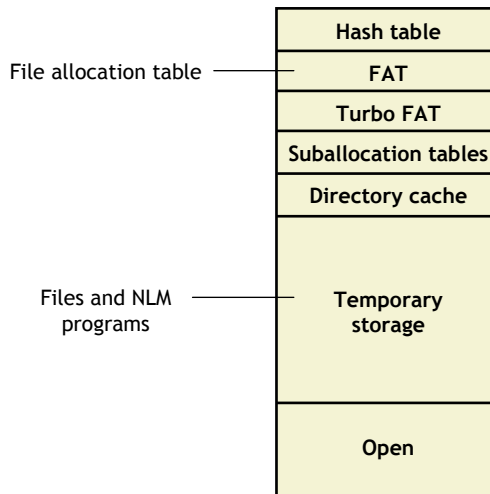 Hash table
File allocation table
FAT
Turbo FAT
Suballocation tables
Directory cache
Files and NLM
programs
Temporary
storage
Open